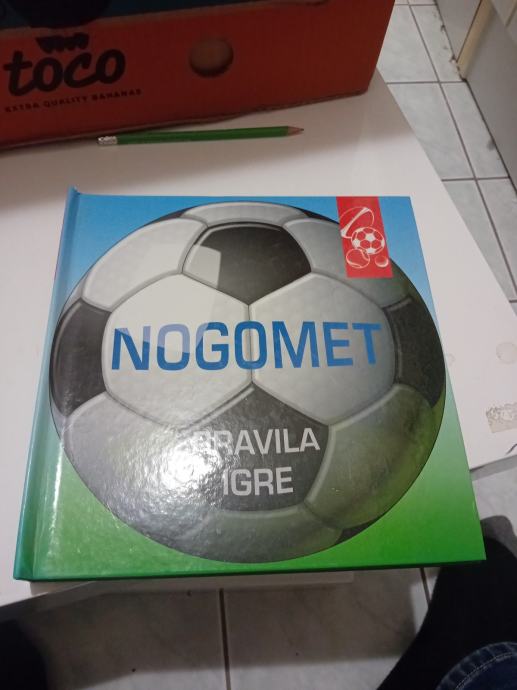 toco
EXTRA QUALITY BANANAS
NOGOMET
PRAVILA
IGRE